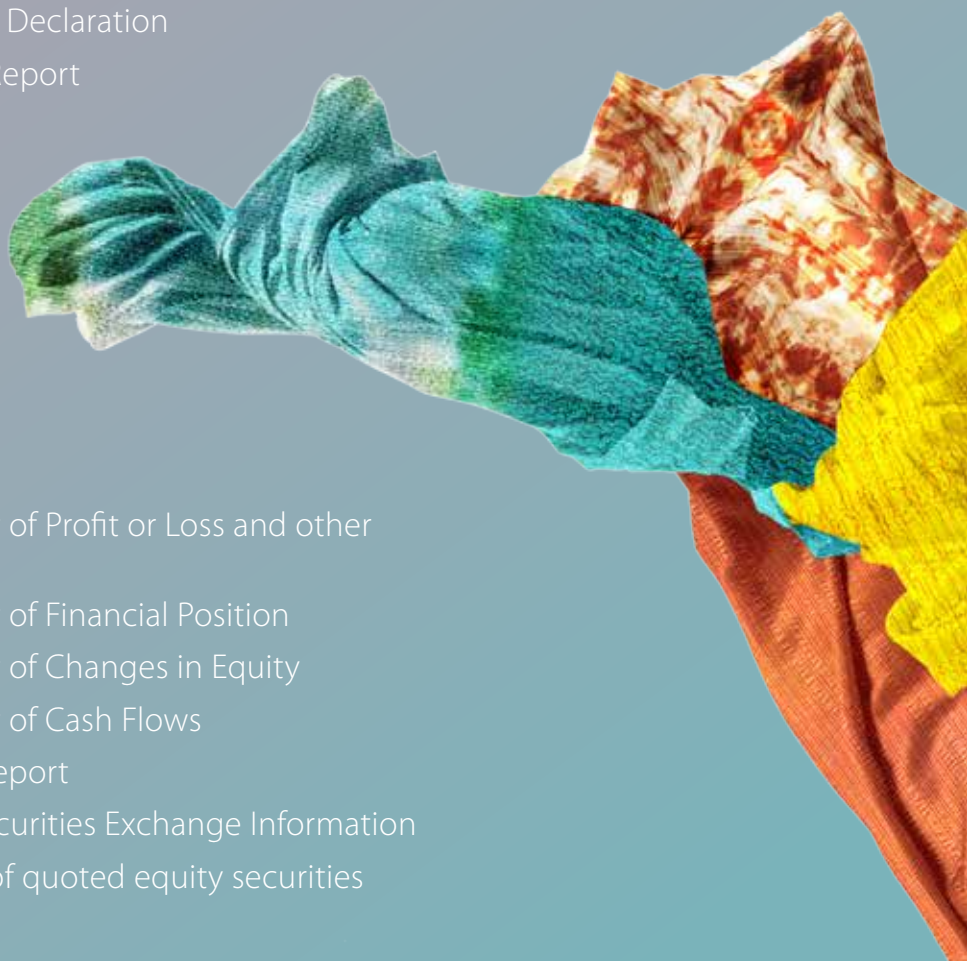 Declaration
Report
of Profit or Loss and other
of Financial Position
of Changes in Equity
of Cash Flows
eport
curities Exchange Information
of quoted equity securities